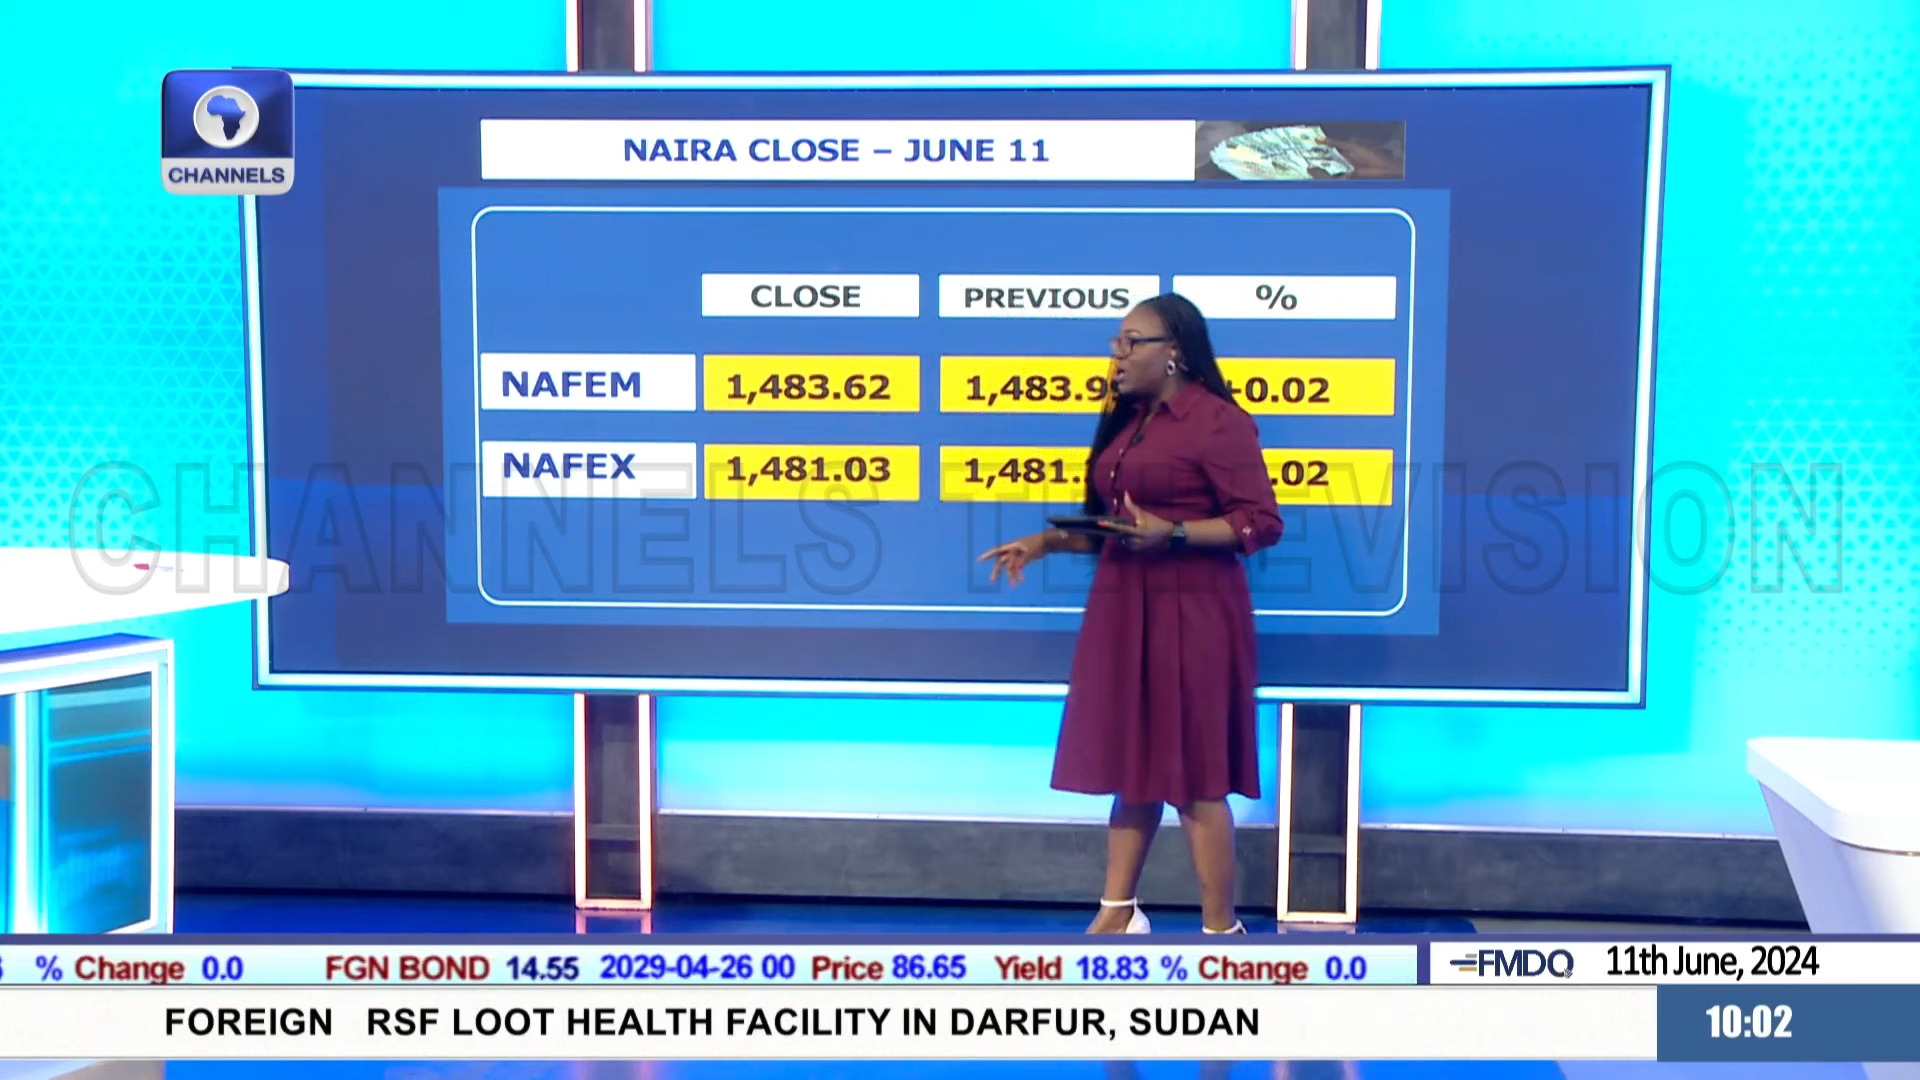 CHANNELS
NAIRA CLOSE – JUNE 11
CLOSE PREVIOUS %
NAFEM 1,483.62
NAFEX 1,481.03
CHANNELS TELEVISION
% Change 0.0 FGN BOND 14.55 2029-04-26 00 Price 86.65 Yield 18.83 % Change 0.0
FMDQ 11th June, 2024
FOREIGN RSF LOOT HEALTH FACILITY IN DARFUR, SUDAN
10:02